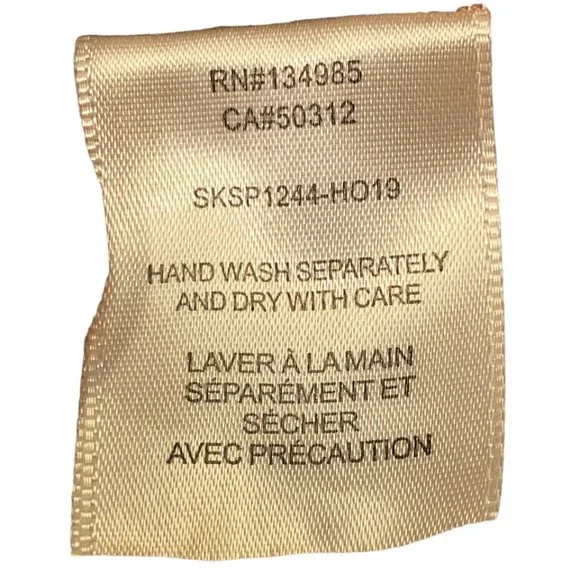 RN#134985
CA#50312
SKSP1244-HO19
HAND WASH SEPARATELY
AND DRY WITH CARE
LAVER À LA MAIN
SÉPARÉMENT ET
SÉCHER
AVEC PRÉCAUTION